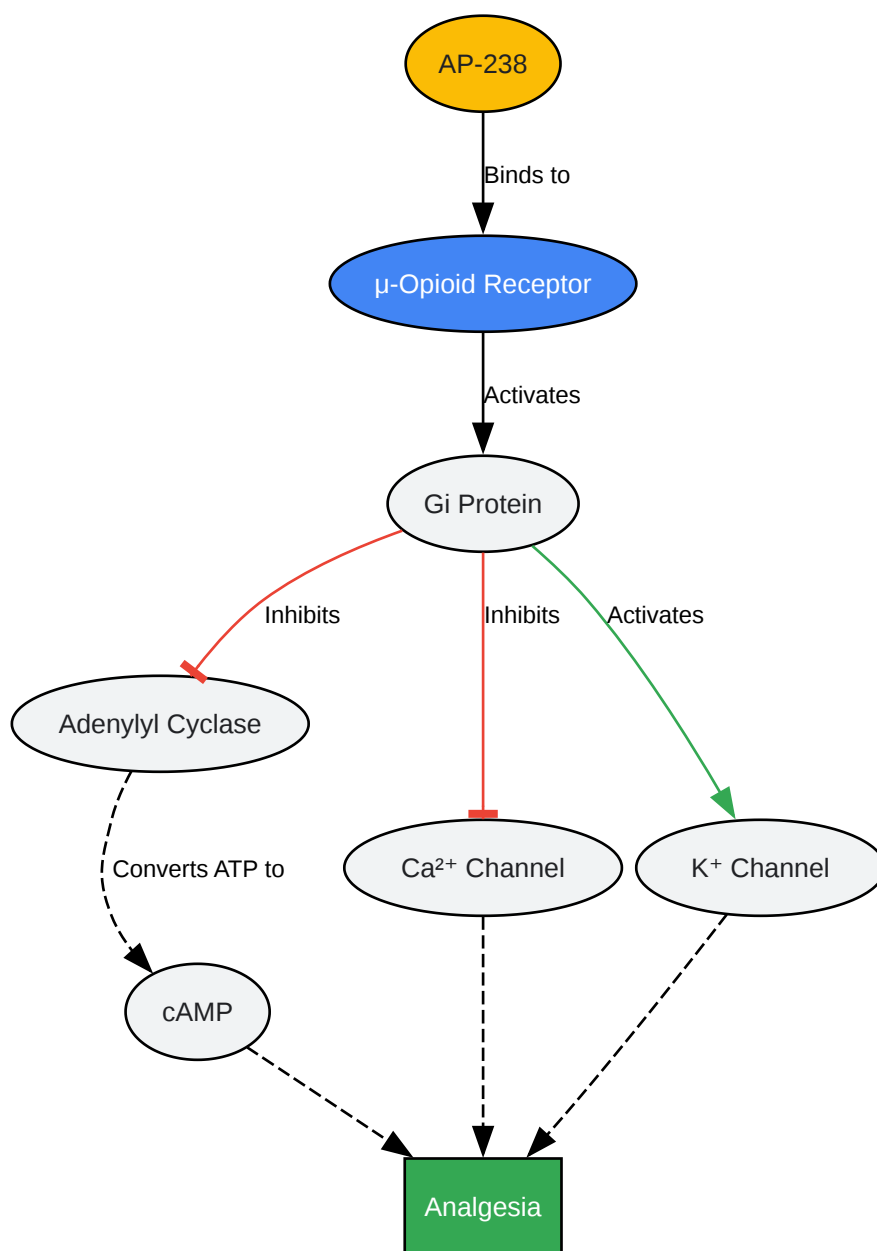 AP-238
Binds to
μ-Opioid Receptor
Activates
Gi Protein
Inhibits
Inhibits
Activates
Adenylyl Cyclase
Converts ATP to
Ca²⁺ Channel
K⁺ Channel
cAMP
Analgesia